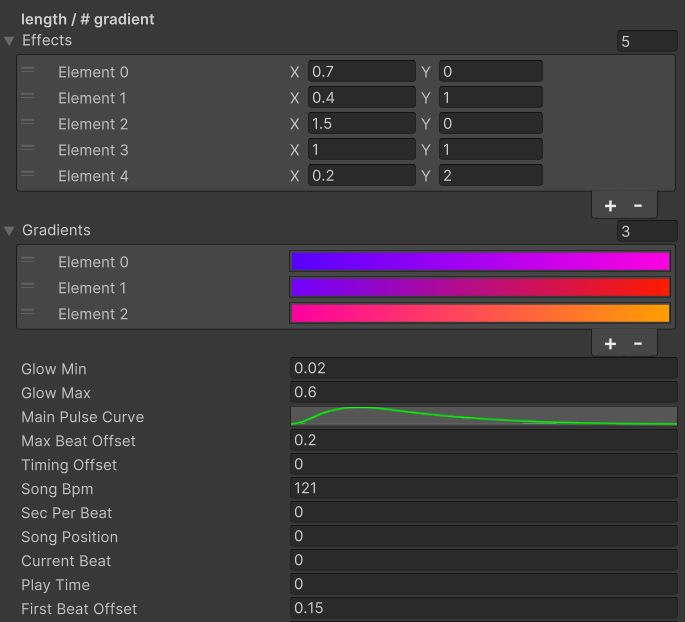 length / # gradient
Effects 5
Element 0 X 0.7 Y 0
Element 1 X 0.4 Y 1
Element 2 X 1.5 Y 0
Element 3 X 1 Y 1
Element 4 X 0.2 Y 2
+ -
Gradients 3
Element 0
Element 1
Element 2
+ -
Glow Min 0.02
Glow Max 0.6
Main Pulse Curve
Max Beat Offset 0.2
Timing Offset 0
Song Bpm 121
Sec Per Beat 0
Song Position 0
Current Beat 0
Play Time 0
First Beat Offset 0.15